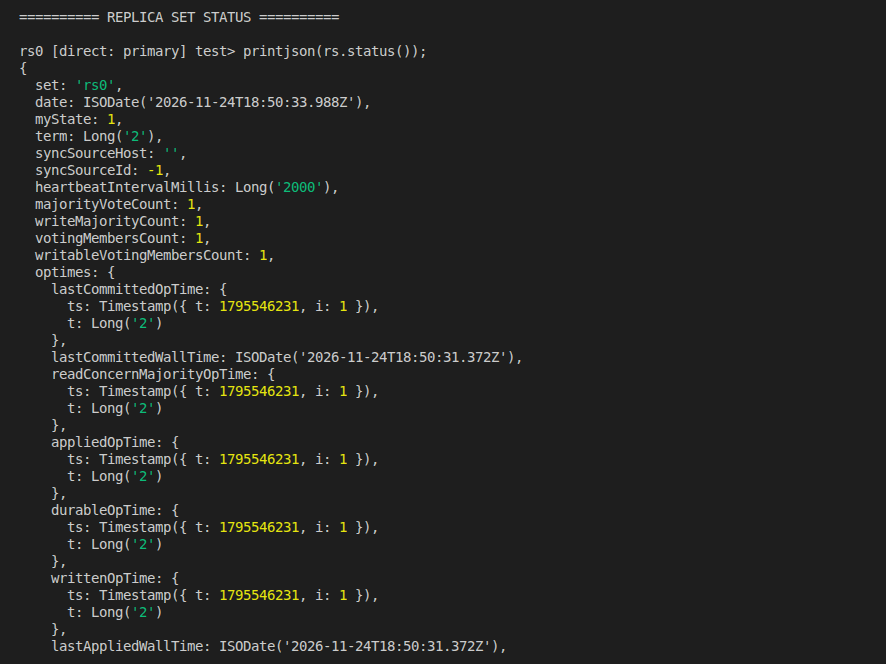 ========== REPLICA SET STATUS ==========
rs0 [direct: primary] test> printjson(rs.status());
{
  set: 'rs0',
  date: ISODate('2026-11-24T18:50:33.988Z'),
  myState: 1,
  term: Long('2'),
  syncSourceHost: '',
  syncSourceId: -1,
  heartbeatIntervalMillis: Long('2000'),
  majorityVoteCount: 1,
  writeMajorityCount: 1,
  votingMembersCount: 1,
  writableVotingMembersCount: 1,
  optimes: {
    lastCommittedOpTime: {
      ts: Timestamp({ t: 1795546231, i: 1 }),
      t: Long('2')
    },
    lastCommittedWallTime: ISODate('2026-11-24T18:50:31.372Z'),
    readConcernMajorityOpTime: {
      ts: Timestamp({ t: 1795546231, i: 1 }),
      t: Long('2')
    },
    appliedOpTime: {
      ts: Timestamp({ t: 1795546231, i: 1 }),
      t: Long('2')
    },
    durableOpTime: {
      ts: Timestamp({ t: 1795546231, i: 1 }),
      t: Long('2')
    },
    writtenOpTime: {
      ts: Timestamp({ t: 1795546231, i: 1 }),
      t: Long('2')
    },
    lastAppliedWallTime: ISODate('2026-11-24T18:50:31.372Z'),